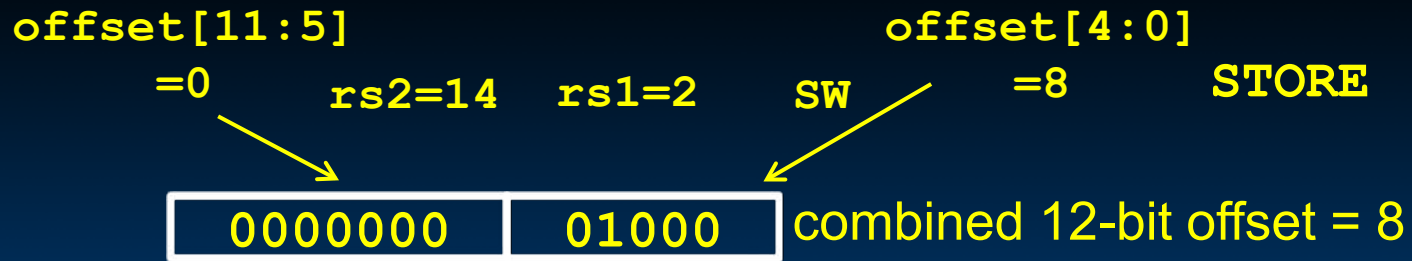 offset[11:5] offset[4:0]
=0 rs2=14 rs1=2 SW =8 STORE
0000000 01000 combined 12-bit offset = 8